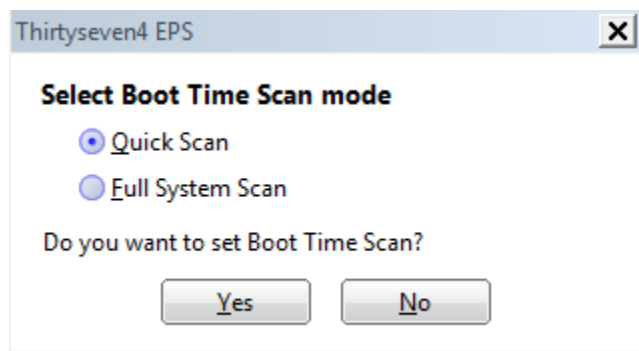 Thirtyseven4 EPS
Select Boot Time Scan mode
Quick Scan
Full System Scan
Do you want to set Boot Time Scan?
Yes No